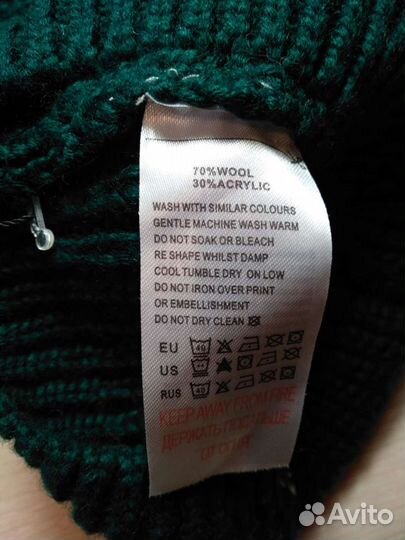 70%WOOL
30%ACRYLIC
WASH WITH SIMILAR COLOURS
GENTLE MACHINE WASH WARM
DO NOT SOAK OR BLEACH
RE SHAPE WHILST DAMP
COOL TUMBLE DRY ON LOW
DO NOT IRON OVER PRINT
OR EMBELLISHMENT
DO NOT DRY CLEAN
EU 40
US
RUS 40
KEEP AWAY FROM FIRE
ДЕРЖАТЬ ПОДАЛЬШЕ
ОТ ОГНЯ
Avito